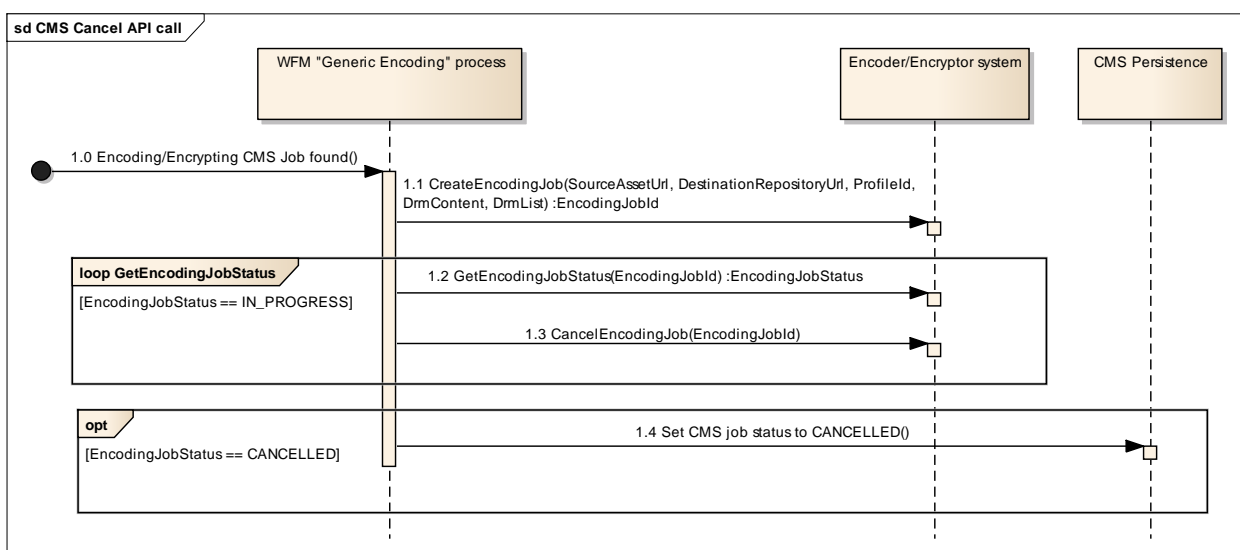 sd CMS Cancel API call
WFM "Generic Encoding" process
Encoder/Encryptor system
CMS Persistence
1.0 Encoding/Encrypting CMS Job found()
1.1 CreateEncodingJob(SourceAssetUrl, DestinationRepositoryUrl, ProfileId,
DrmContent, DrmList) :EncodingJobId
loop GetEncodingJobStatus
1.2 GetEncodingJobStatus(EncodingJobId) :EncodingJobStatus
[EncodingJobStatus == IN_PROGRESS]
1.3 CancelEncodingJob(EncodingJobId)
opt
1.4 Set CMS job status to CANCELLED()
[EncodingJobStatus == CANCELLED]